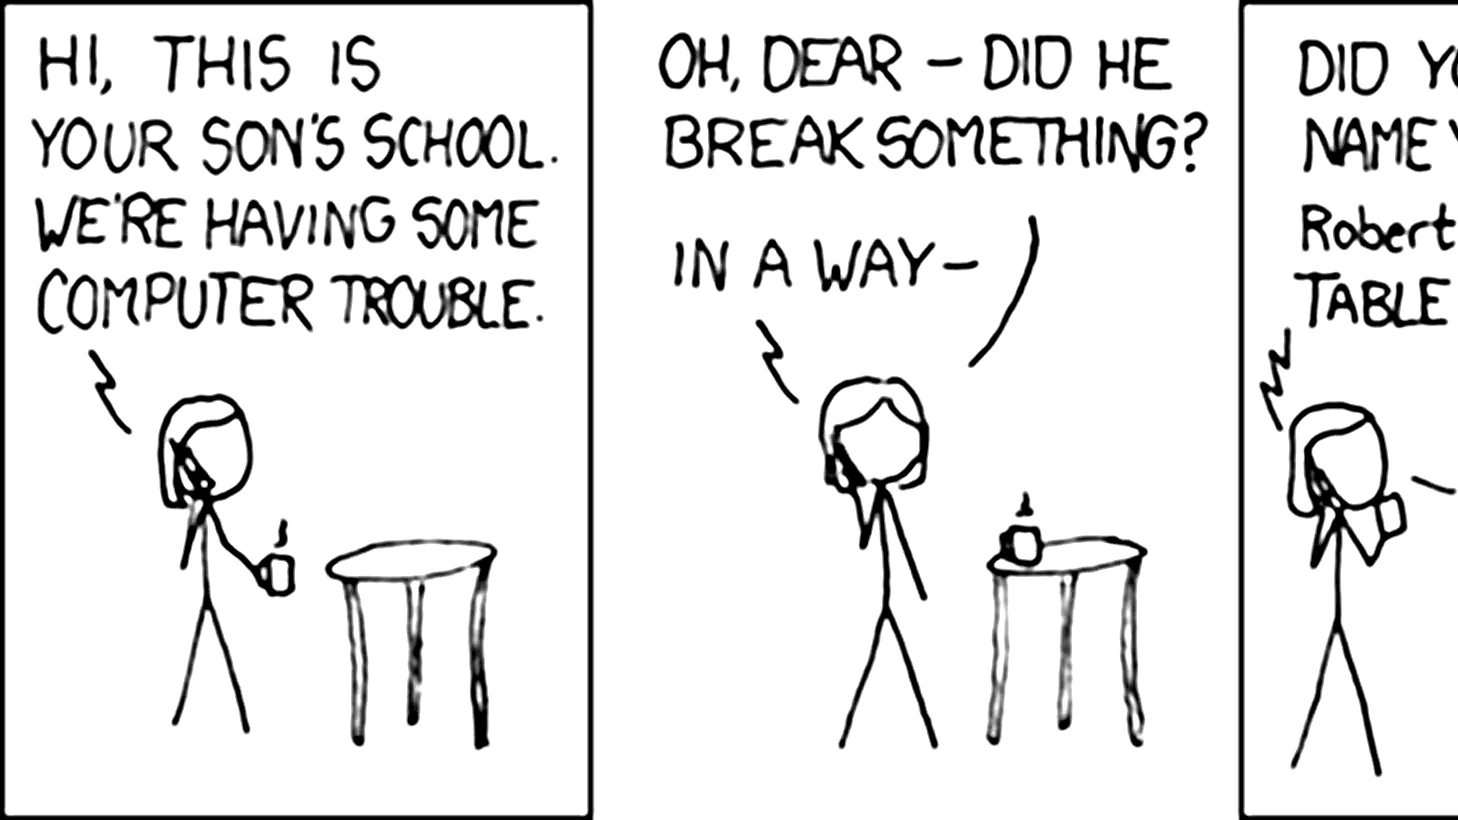 HI, THIS IS
YOUR SON'S SCHOOL.
WE'RE HAVING SOME
COMPUTER TROUBLE.
OH, DEAR – DID HE
BREAK SOMETHING?
IN A WAY –
DID
NAME
Robert
TABLE